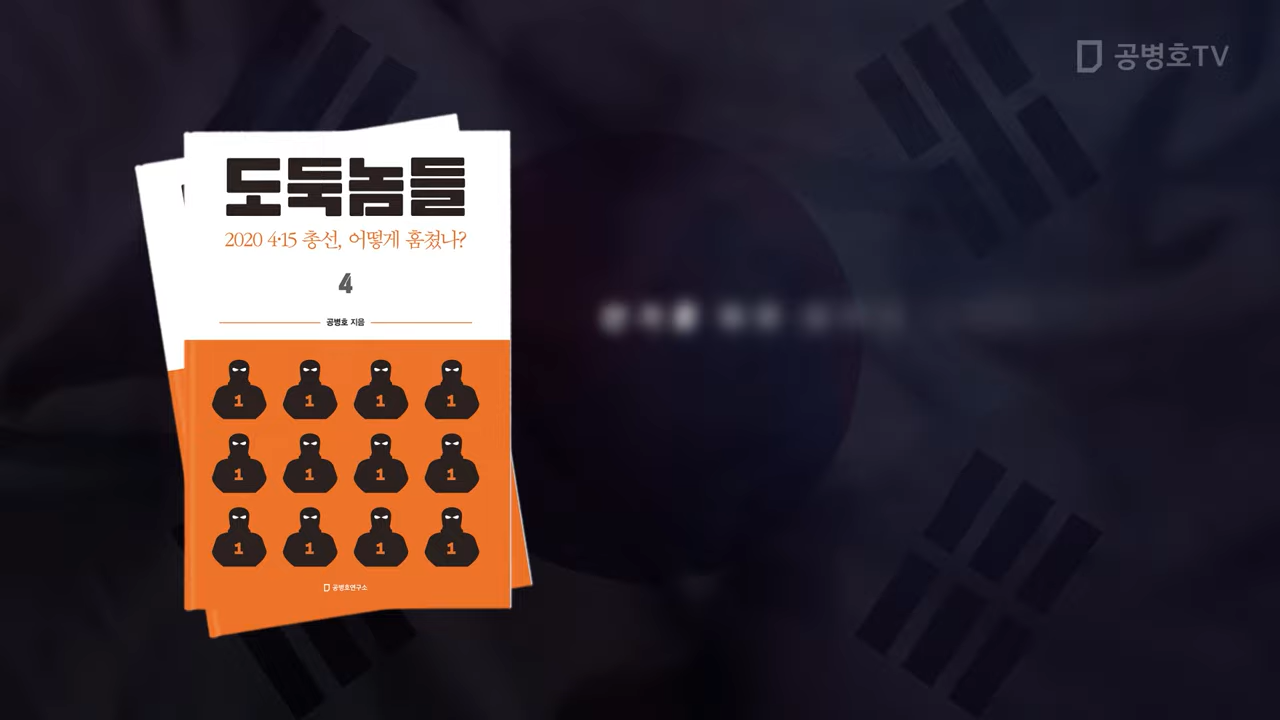 공병호TV
도둑놈들
2020 4·15 총선, 어떻게 훔쳤나?
4
공병호 지음
1 1 1 1
1 1 1 1
1 1 1 1
공병호연구소